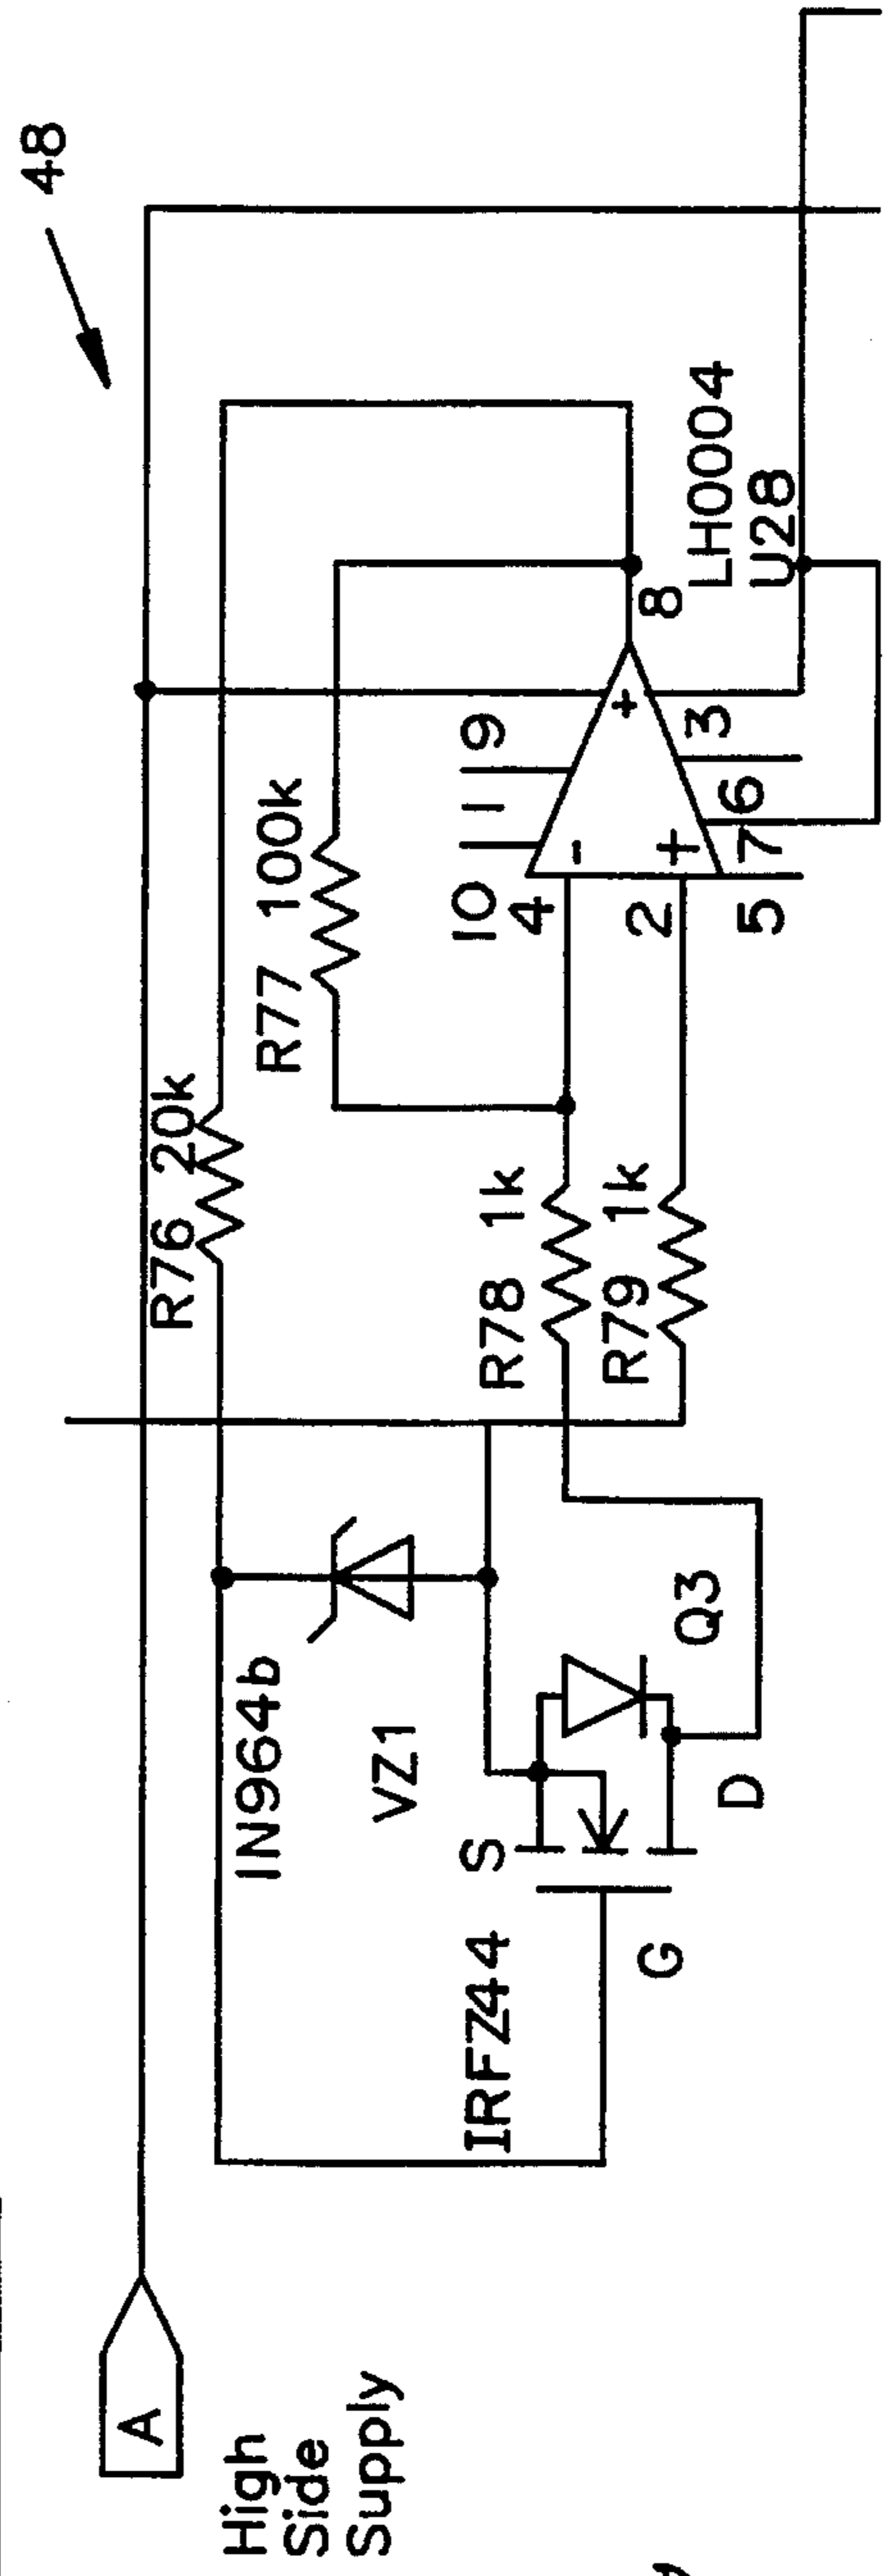 48
A
High
Side
Supply
R76 20k
R77 100k
IN964b
VZ1
IRFZ44
S
G
D
Q3
R78 1k
R79 1k
10
1
9
4
-
2
+
+
5
7
6
3
8
LH0004
U28